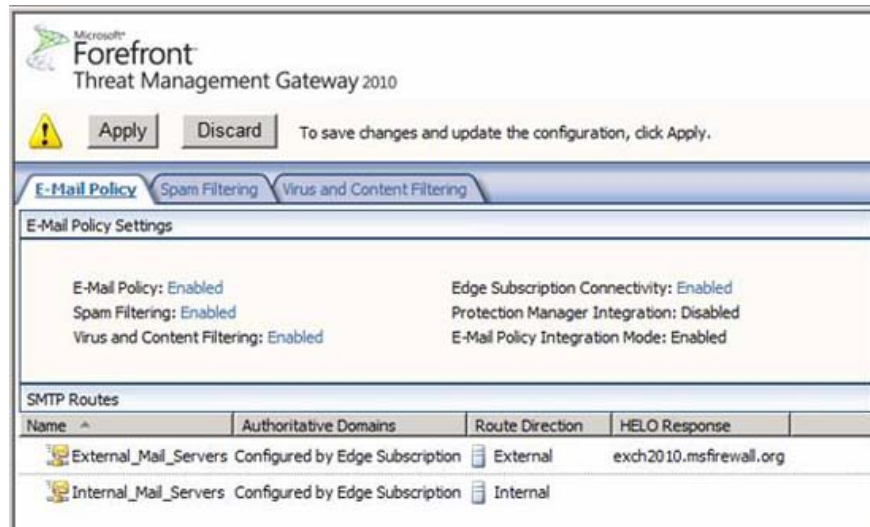 Microsoft®
Forefront
Threat Management Gateway 2010
Apply Discard To save changes and update the configuration, click Apply.
E-Mail Policy Spam Filtering Virus and Content Filtering
E-Mail Policy Settings
E-Mail Policy: Enabled Edge Subscription Connectivity: Enabled
Spam Filtering: Enabled Protection Manager Integration: Disabled
Virus and Content Filtering: Enabled E-Mail Policy Integration Mode: Enabled
SMTP Routes
Name Authoritative Domains Route Direction HELO Response
External_Mail_Servers Configured by Edge Subscription External exch2010.msfirewall.org
Internal_Mail_Servers Configured by Edge Subscription Internal